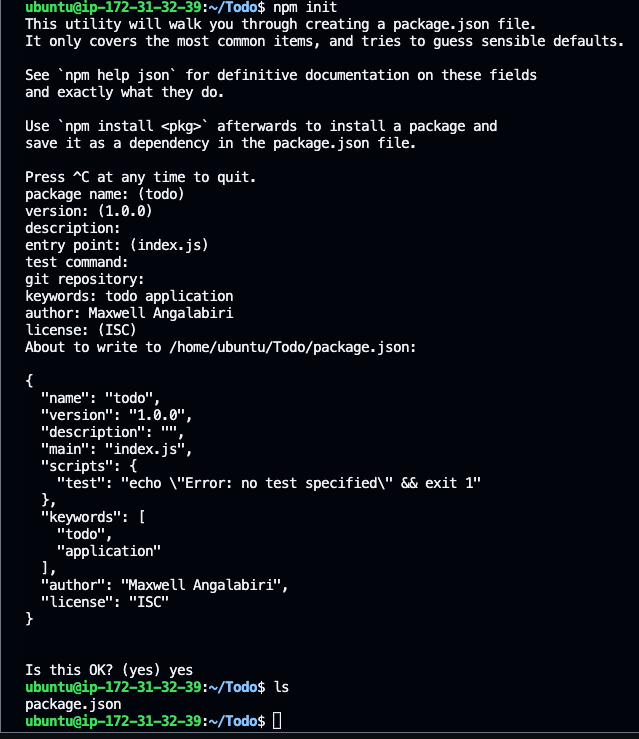 ubuntu@ip-172-31-32-39:~/Todo$ npm init
This utility will walk you through creating a package.json file.
It only covers the most common items, and tries to guess sensible defaults.

See `npm help json` for definitive documentation on these fields
and exactly what they do.

Use `npm install <pkg>` afterwards to install a package and
save it as a dependency in the package.json file.

Press ^C at any time to quit.
package name: (todo)
version: (1.0.0)
description:
entry point: (index.js)
test command:
git repository:
keywords: todo application
author: Maxwell Angalabiri
license: (ISC)
About to write to /home/ubuntu/Todo/package.json:

{
  "name": "todo",
  "version": "1.0.0",
  "description": "",
  "main": "index.js",
  "scripts": {
    "test": "echo \"Error: no test specified\" && exit 1"
  },
  "keywords": [
    "todo",
    "application"
  ],
  "author": "Maxwell Angalabiri",
  "license": "ISC"
}


Is this OK? (yes) yes
ubuntu@ip-172-31-32-39:~/Todo$ ls
package.json
ubuntu@ip-172-31-32-39:~/Todo$